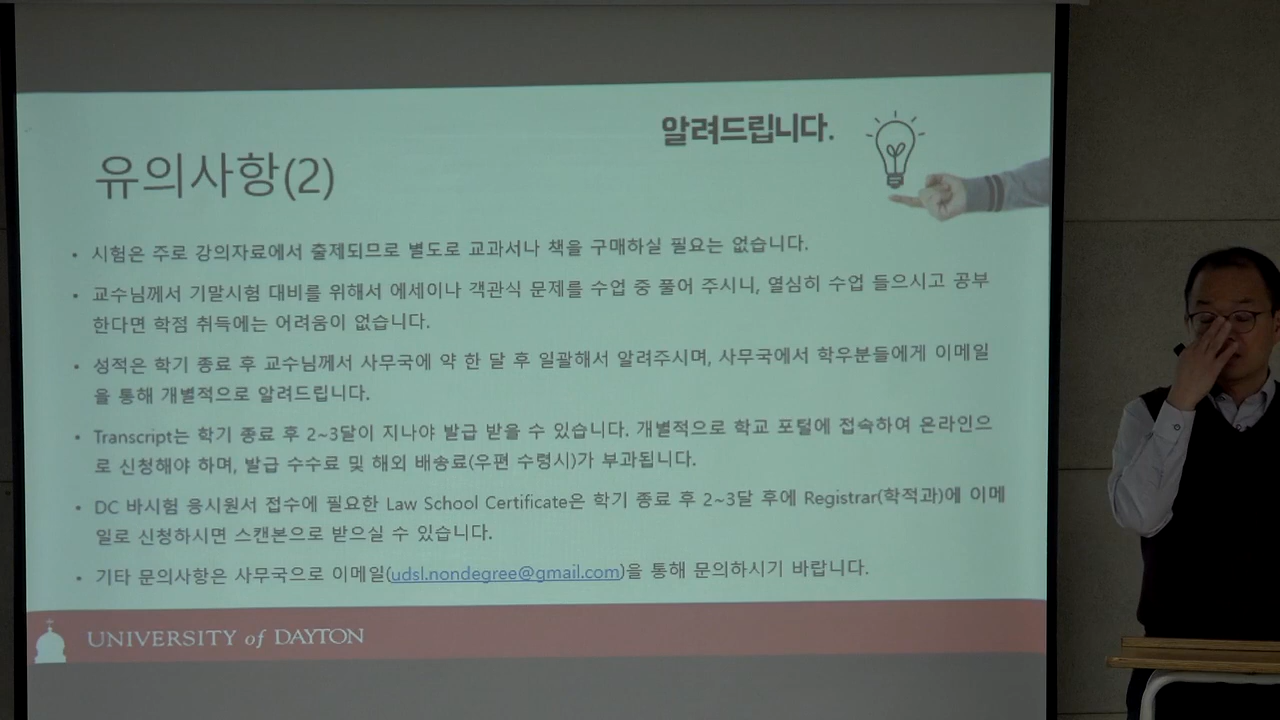 알려드립니다.
유의사항(2)
• 시험은 주로 강의자료에서 출제되므로 별도로 교과서나 책을 구매하실 필요는 없습니다.
• 교수님께서 기말시험 대비를 위해서 에세이나 객관식 문제를 수업 중 풀어 주시니, 열심히 수업 들으시고 공부
한다면 학점 취득에는 어려움이 없습니다.
• 성적은 학기 종료 후 교수님께서 사무국에 약 한 달 후 일괄해서 알려주시며, 사무국에서 학우분들에게 이메일
을 통해 개별적으로 알려드립니다.
• Transcript는 학기 종료 후 2~3달이 지나야 발급 받을 수 있습니다. 개별적으로 학교 포털에 접속하여 온라인으
로 신청해야 하며, 발급 수수료 및 해외 배송료(우편 수령시)가 부과됩니다.
• DC 바시험 응시원서 접수에 필요한 Law School Certificate은 학기 종료 후 2~3달 후에 Registrar(학적과)에 이메
일로 신청하시면 스캔본으로 받으실 수 있습니다.
• 기타 문의사항은 사무국으로 이메일(udsl.nondegree@gmail.com)을 통해 문의하시기 바랍니다.
UNIVERSITY of DAYTON